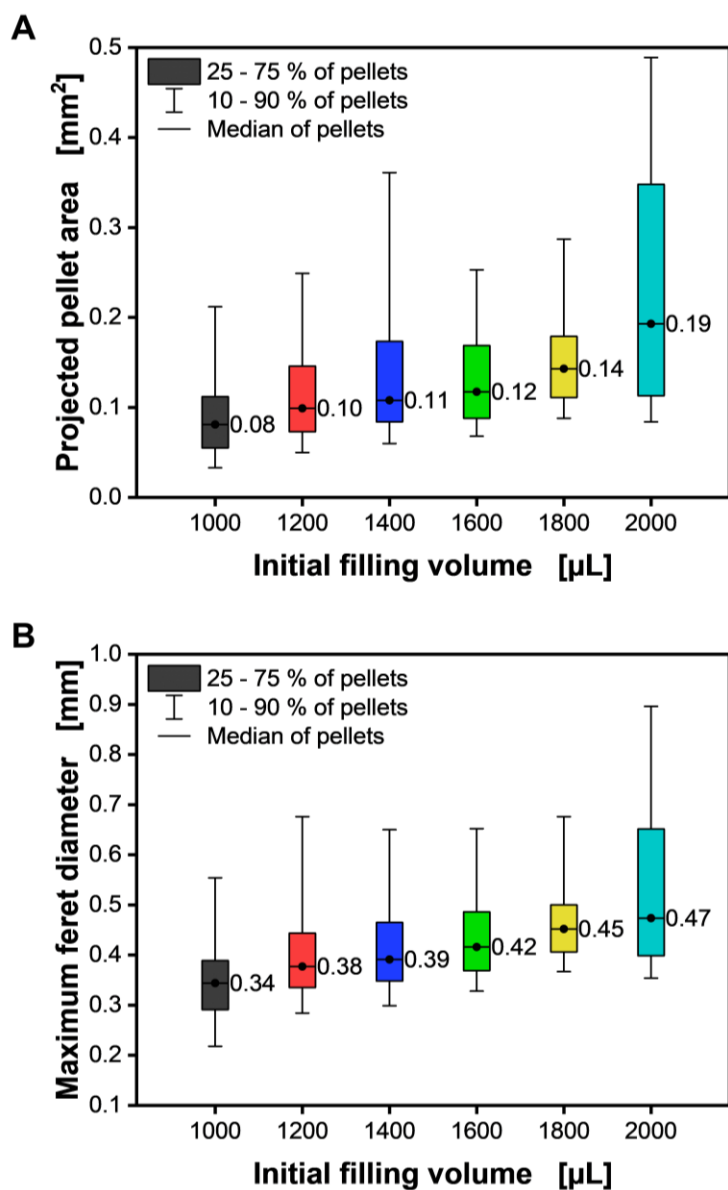 A
0.5
0.4
0.3
0.2
0.1
0.0
Projected pellet area [mm²]
25 - 75 % of pellets
10 - 90 % of pellets
Median of pellets
0.08
0.10
0.11
0.12
0.14
0.19
1000 1200 1400 1600 1800 2000
Initial filling volume [µL]
B
1.0
0.9
0.8
0.7
0.6
0.5
0.4
0.3
0.2
0.1
Maximum feret diameter [mm]
25 - 75 % of pellets
10 - 90 % of pellets
Median of pellets
0.34
0.38
0.39
0.42
0.45
0.47
1000 1200 1400 1600 1800 2000
Initial filling volume [µL]